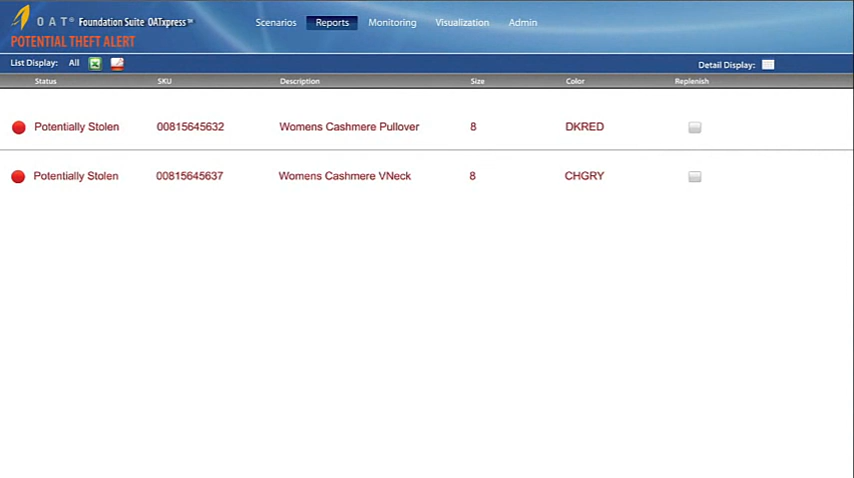 OAT® Foundation Suite OATxpress™ Scenarios Reports Monitoring Visualization Admin
POTENTIAL THEFT ALERT
List Display: All Detail Display:
Status SKU Description Size Color Replenish
Potentially Stolen 00815645632 Womens Cashmere Pullover 8 DKRED
Potentially Stolen 00815645637 Womens Cashmere VNeck 8 CHGRY